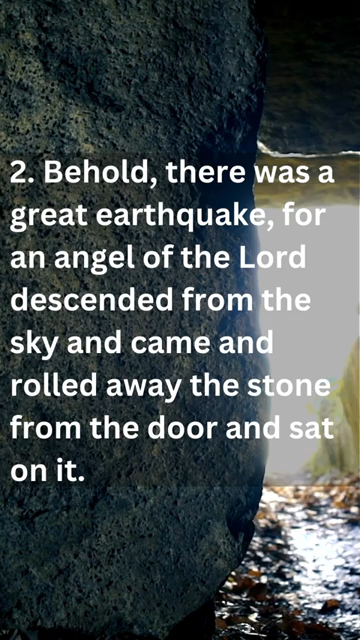 2. Behold, there was a
great earthquake, for
an angel of the Lord
descended from the
sky and came and
rolled away the stone
from the door and sat
on it.